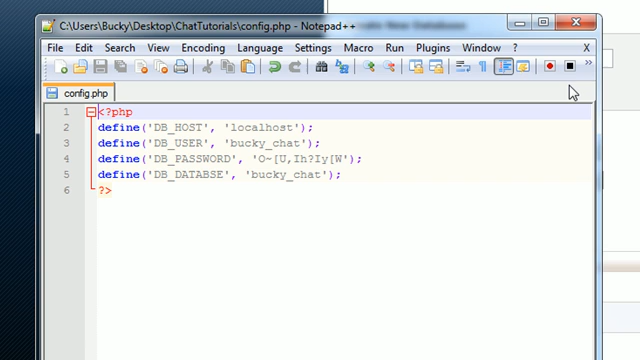 C:\Users\Bucky\Desktop\ChatTutorials\config.php - Notepad++
File Edit Search View Encoding Language Settings Macro Run Plugins Window ? X
config.php
1 <?php
2 define('DB_HOST', 'localhost');
3 define('DB_USER', 'bucky_chat');
4 define('DB_PASSWORD', 'O~[U,Ih?Iy[W');
5 define('DB_DATABSE', 'bucky_chat');
6 ?>